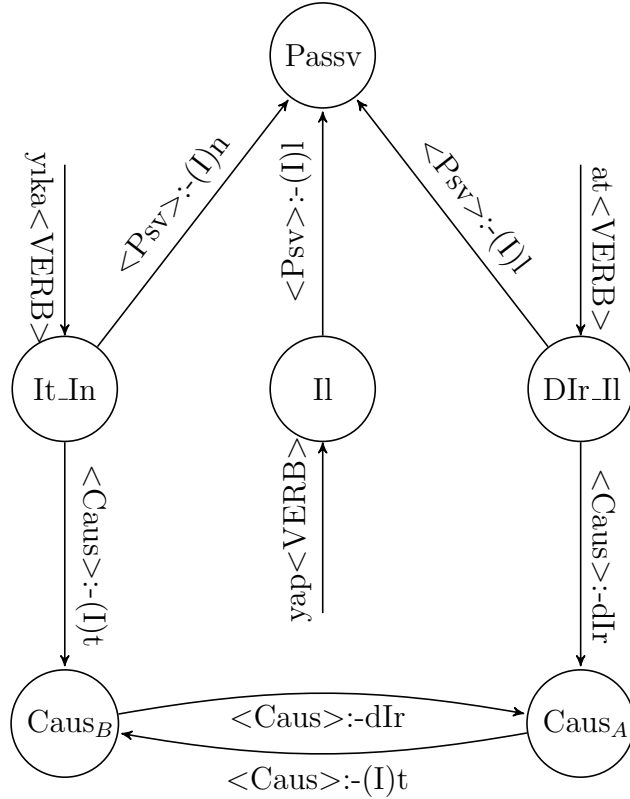 Passv
yıka<VERB>
<Psv>:-(I)n
<Psv>:-(I)l
<Psv>:-(I)l
at<VERB>
It_In
Il
DIr_Il
<Caus>:-(I)t
yap<VERB>
<Caus>:-dIr
Caus_B
<Caus>:-dIr
Caus_A
<Caus>:-(I)t